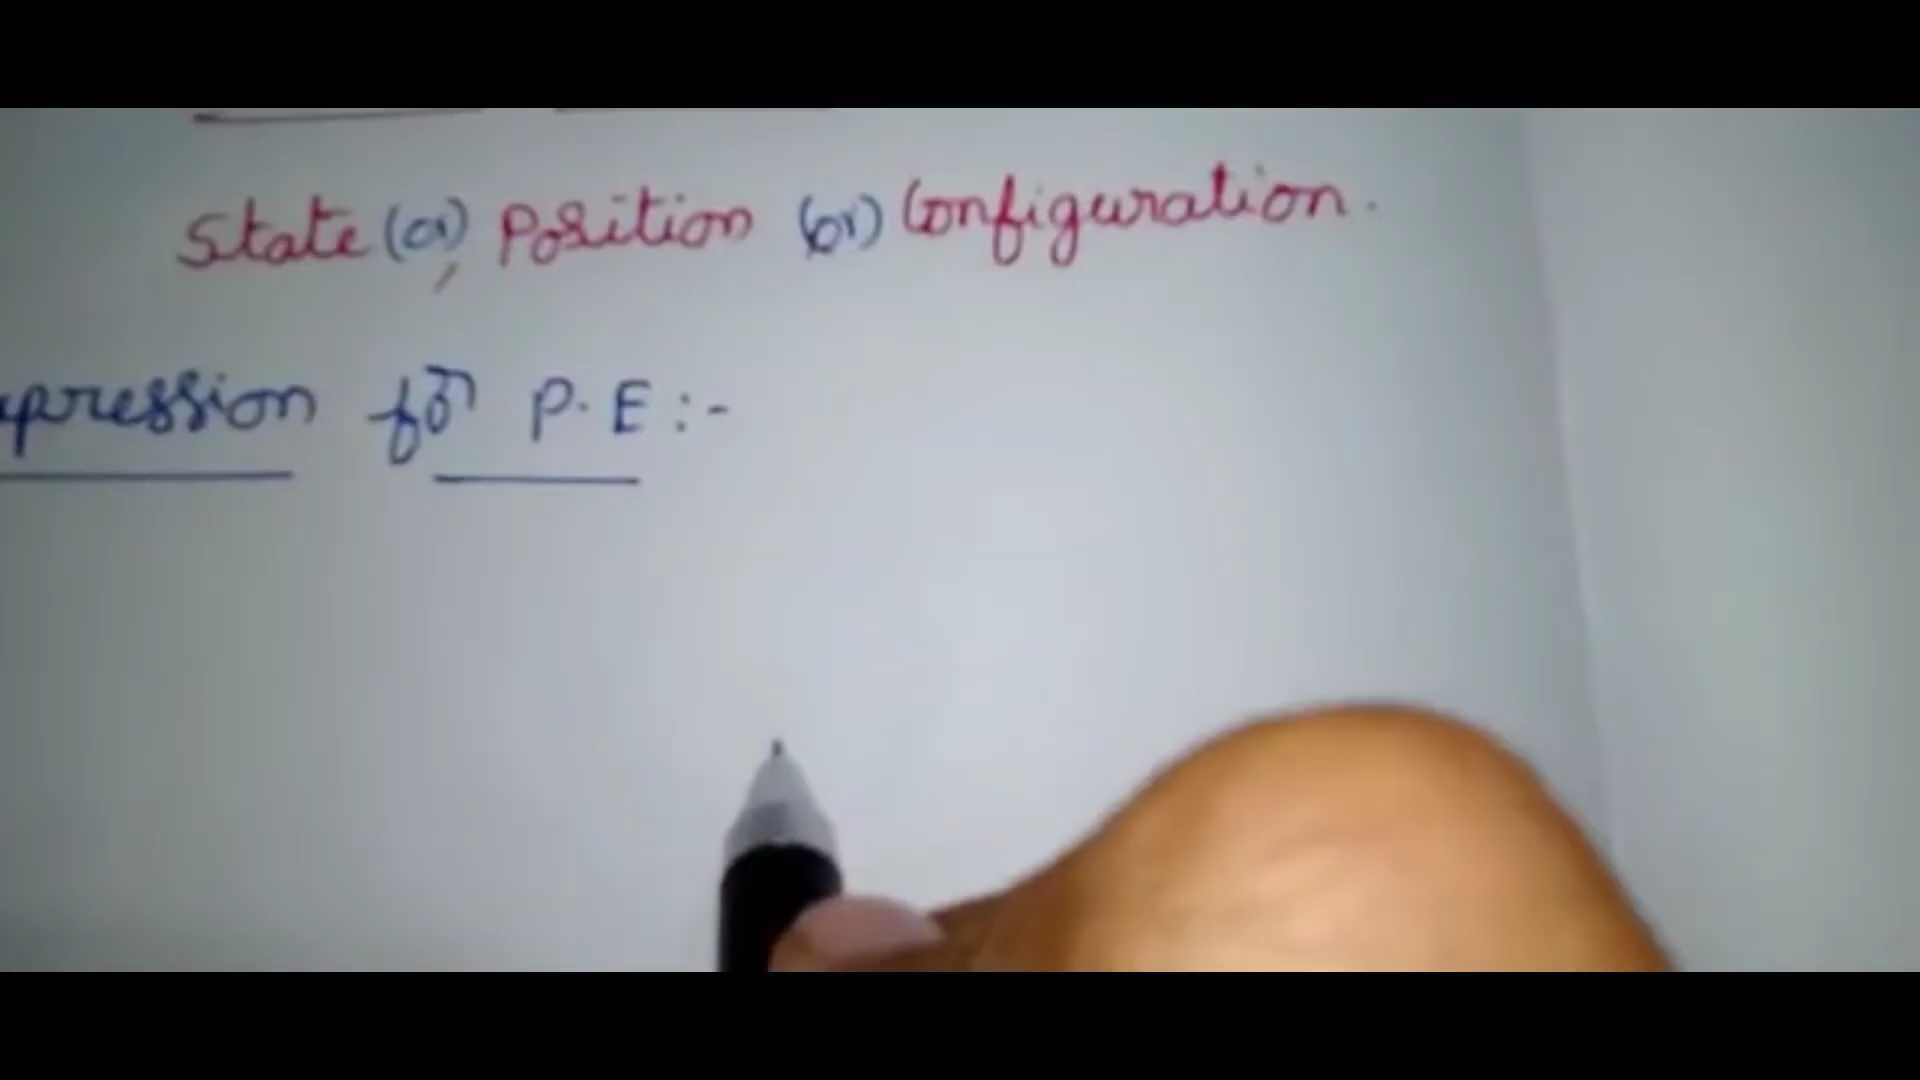 State (or) Position (or) Configuration.
pression for P.E:-